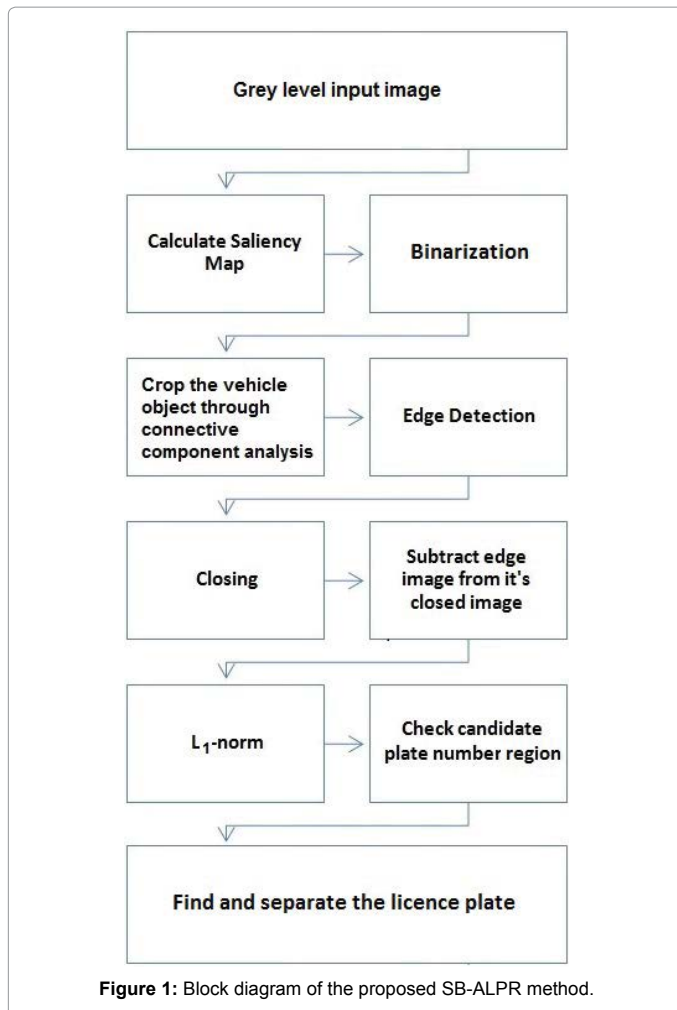 Grey level input image
Calculate Saliency
Map
Binarization
Crop the vehicle
object through
connective
component analysis
Edge Detection
Closing
Subtract edge
image from it's
closed image
L₁-norm
Check candidate
plate number region
Find and separate the licence plate
Figure 1: Block diagram of the proposed SB-ALPR method.